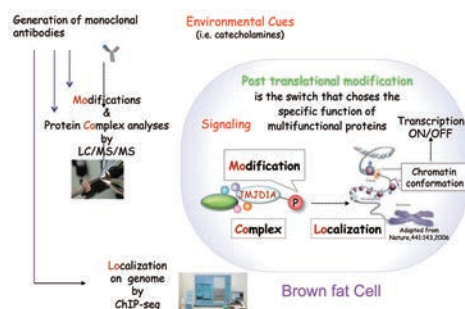 Generation of monoclonal
antibodies
Environmental Cues
(i.e. catecholamines)
Modifications
&
Protein Complex analyses
by
LC/MS/MS
Post translational modification
is the switch that choses the
specific function of
multifunctional proteins
Signaling
Transcription
ON/OFF
Modification
Chromatin
conformation
JMJD1A
P
Complex
Localization
Adapted from
Nature,441:143,2006
Localization
on genome
by
ChIP-seq
Brown fat Cell